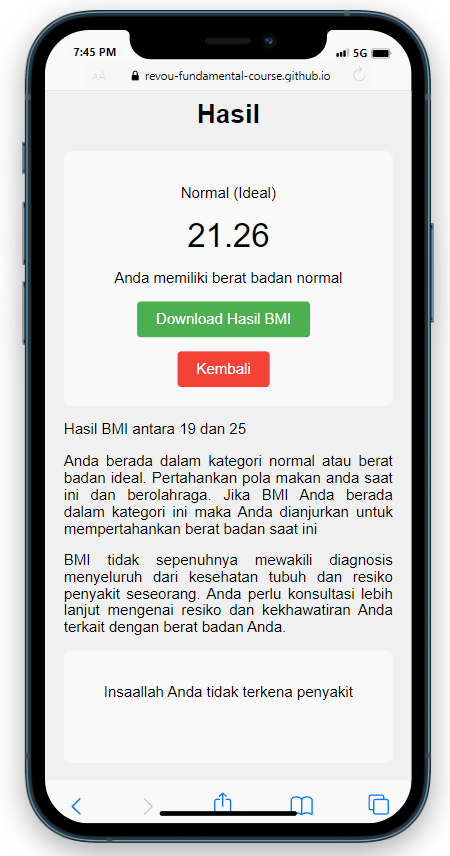 7:45 PM
5G
AA
revou-fundamental-course.github.io
Hasil
Normal (Ideal)
21.26
Anda memiliki berat badan normal
Download Hasil BMI
Kembali
Hasil BMI antara 19 dan 25
Anda berada dalam kategori normal atau berat
badan ideal. Pertahankan pola makan anda saat
ini dan berolahraga. Jika BMI Anda berada
dalam kategori ini maka Anda dianjurkan untuk
mempertahankan berat badan saat ini
BMI tidak sepenuhnya mewakili diagnosis
menyeluruh dari kesehatan tubuh dan resiko
penyakit seseorang. Anda perlu konsultasi lebih
lanjut mengenai resiko dan kekhawatiran Anda
terkait dengan berat badan Anda.
Insaallah Anda tidak terkena penyakit